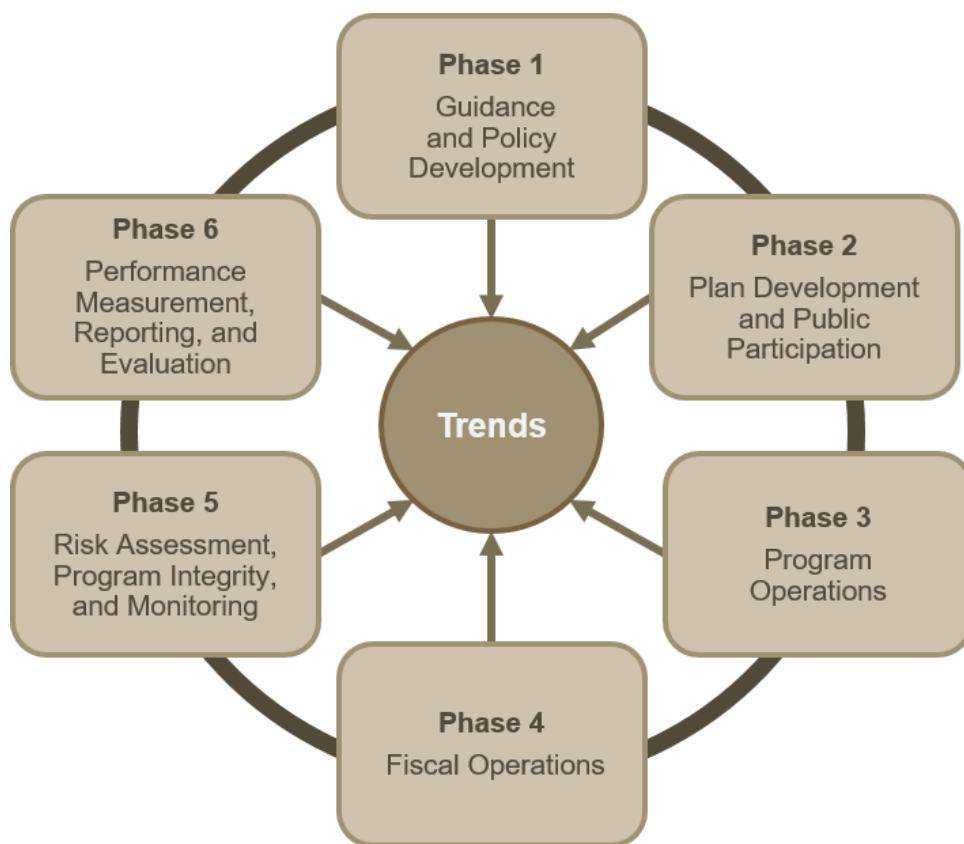 Phase 1
Guidance
and Policy
Development
Phase 2
Plan Development
and Public
Participation
Phase 3
Program
Operations
Phase 4
Fiscal Operations
Phase 5
Risk Assessment,
Program Integrity,
and Monitoring
Phase 6
Performance
Measurement,
Reporting, and
Evaluation
Trends